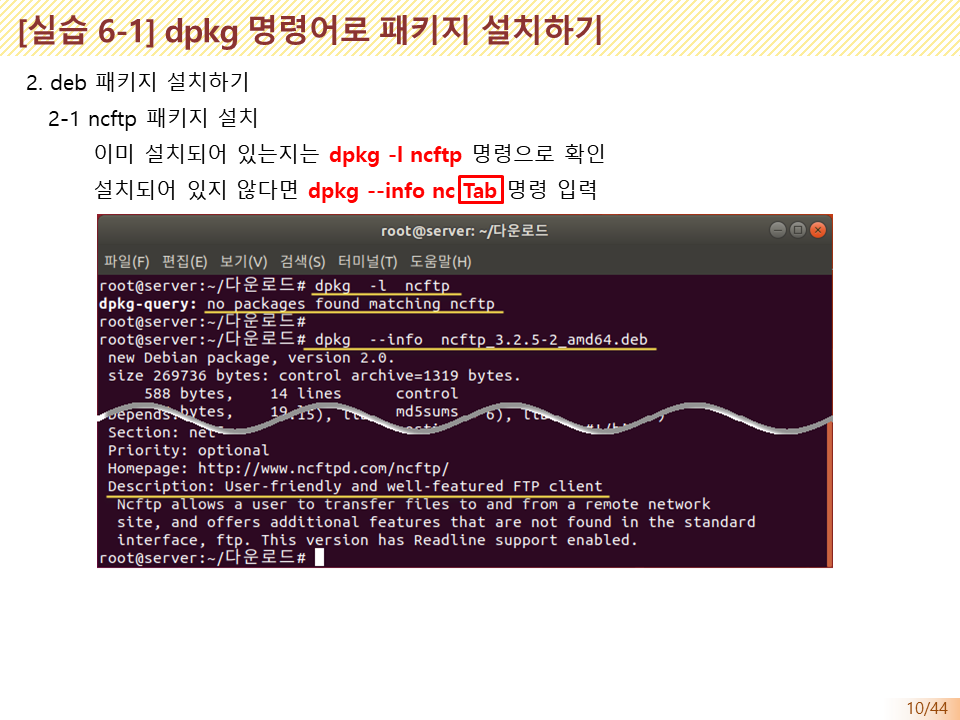 [실습 6-1] dpkg 명령어로 패키지 설치하기
2. deb 패키지 설치하기
2-1 ncftp 패키지 설치
이미 설치되어 있는지는 dpkg -l ncftp 명령으로 확인
설치되어 있지 않다면 dpkg --info nc Tab 명령 입력
root@server: ~/다운로드
파일(F) 편집(E) 보기(V) 검색(S) 터미널(T) 도움말(H)
root@server:~/다운로드# dpkg -l ncftp
dpkg-query: no packages found matching ncftp
root@server:~/다운로드#
root@server:~/다운로드# dpkg --info ncftp_3.2.5-2_amd64.deb
new Debian package, version 2.0.
size 269736 bytes: control archive=1319 bytes.
588 bytes, 14 lines control
bytes, 19 md5sums
Section: net
Priority: optional
Homepage: http://www.ncftpd.com/ncftp/
Description: User-friendly and well-featured FTP client
Ncftp allows a user to transfer files to and from a remote network
site, and offers additional features that are not found in the standard
interface, ftp. This version has Readline support enabled.
root@server:~/다운로드#
10/44